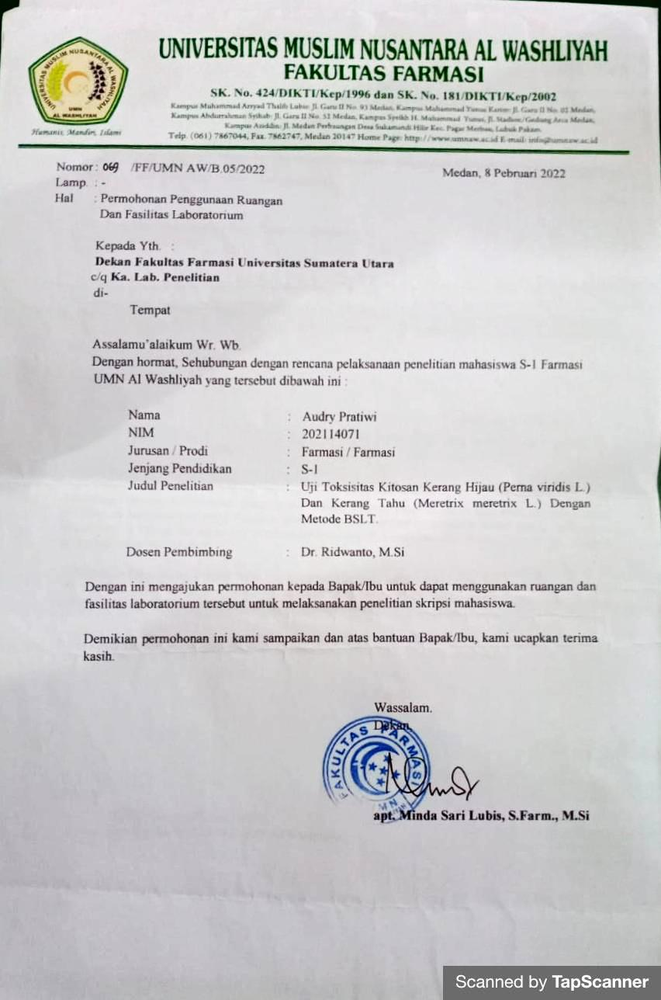 UNIVERSITAS MUSLIM NUSANTARA AL WASHLIYAH
FAKULTAS FARMASI
SK. No. 424/DIKTI/Kep/1996 dan SK. No. 181/DIKTI/Kep/2002
Kampus Muhammad Arsyad Thalib Lubis: Jl. Garu II No. 93 Medan, Kampus Muhammad Yunus Karim: Jl. Garu II No. 02 Medan,
Kampus Abdurrahman Syihab: Jl. Garu II No. 52 Medan, Kampus Syeikh H. Muhammad Yunus, Jl. Stadion/Gedung Arca Medan,
Kampus Aziddin: Jl. Medan Perbaungan Desa Sukamandi Hilir Kec. Pagar Merbau, Lubuk Pakam.
Telp. (061) 7867044, Fax. 7862747, Medan 20147 Home Page: http://www.umnaw.ac.id E-mail: info@umnaw.ac.id
UNIVERSITAS MUSLIM NUSANTARA AL WASHLIYAH
UMN
AL WASHLIYAH
Humanis, Mandiri, Islami
Nomor : 069 /FF/UMN AW/B.05/2022
Medan, 8 Pebruari 2022
Lamp. : -
Hal : Permohonan Penggunaan Ruangan
Dan Fasilitas Laboratorium
Kepada Yth. :
Dekan Fakultas Farmasi Universitas Sumatera Utara
c/q Ka. Lab. Penelitian
di-
Tempat
Assalamu'alaikum Wr. Wb.
Dengan hormat, Sehubungan dengan rencana pelaksanaan penelitian mahasiswa S-1 Farmasi
UMN Al Washliyah yang tersebut dibawah ini :
Nama : Audry Pratiwi
NIM : 202114071
Jurusan / Prodi : Farmasi / Farmasi
Jenjang Pendidikan : S-1
Judul Penelitian : Uji Toksisitas Kitosan Kerang Hijau (Perna viridis L.)
Dan Kerang Tahu (Meretrix meretrix L.) Dengan
Metode BSLT.
Dosen Pembimbing : Dr. Ridwanto, M.Si
Dengan ini mengajukan permohonan kepada Bapak/Ibu untuk dapat menggunakan ruangan dan
fasilitas laboratorium tersebut untuk melaksanakan penelitian skripsi mahasiswa.
Demikian permohonan ini kami sampaikan dan atas bantuan Bapak/Ibu, kami ucapkan terima
kasih.
Wassalam.
Dekan,
FAKULTAS FARMASI
UMN
apt. Minda Sari Lubis, S.Farm., M.Si
Scanned by TapScanner